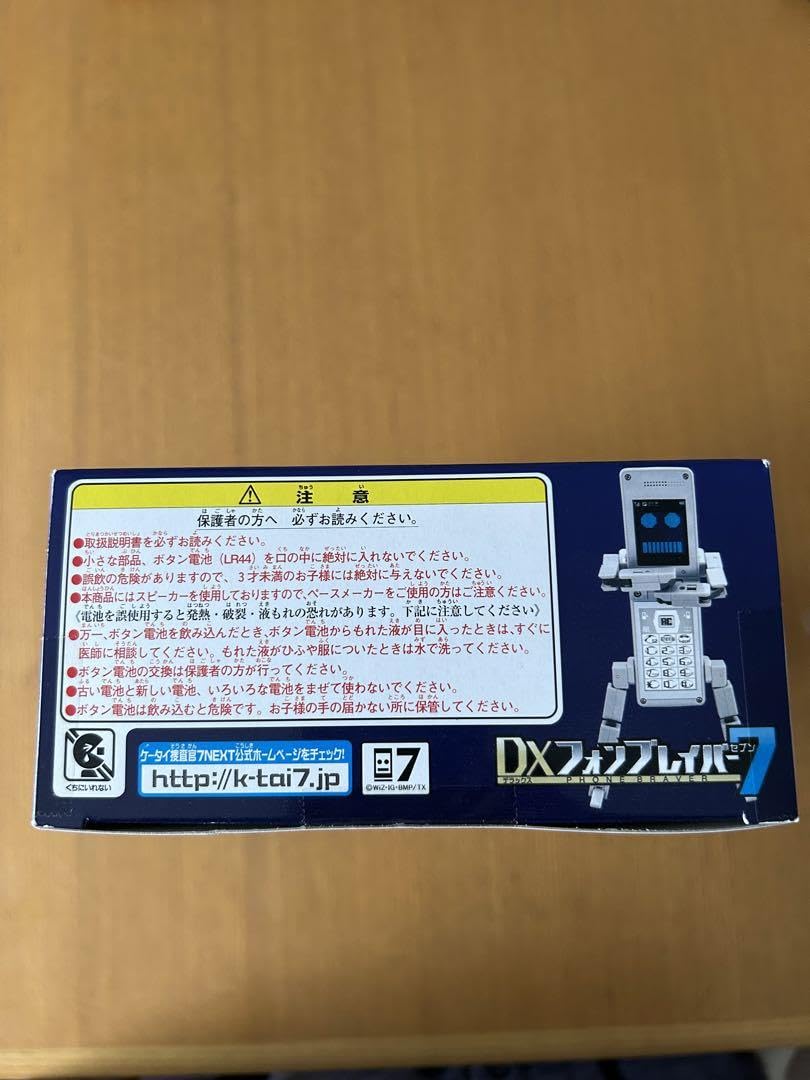 注意
保護者の方へ 必ずお読みください。
●取扱説明書を必ずお読みください。
●小さな部品、ボタン電池（LR44）を口の中に絶対に入れないでください。
●誤飲の危険がありますので、３才未満のお子様には絶対に与えないでください。
●本商品にはスピーカーを使用しておりますので、ペースメーカーをご使用の方はご注意ください。
《電池を誤使用すると発熱・破裂・液もれの恐れがあります。下記に注意してください》
●万一、ボタン電池を飲み込んだとき、ボタン電池からもれた液が目に入ったときは、すぐに
医師に相談してください。もれた液がひふや服についたときは水で洗ってください。
●ボタン電池の交換は保護者の方が行ってください。
●古い電池と新しい電池、いろいろな電池をまぜて使わないでください。
●ボタン電池は飲み込むと危険です。お子様の手の届かない所に保管してください。
くちにいれない
ケータイ捜査官7NEXT公式ホームページをチェック!
http://k-tai7.jp
7
©WiZ・IG・BMP/TX
DXフォンブレイバー7
デラックス
セブン
PHONE BRAVER